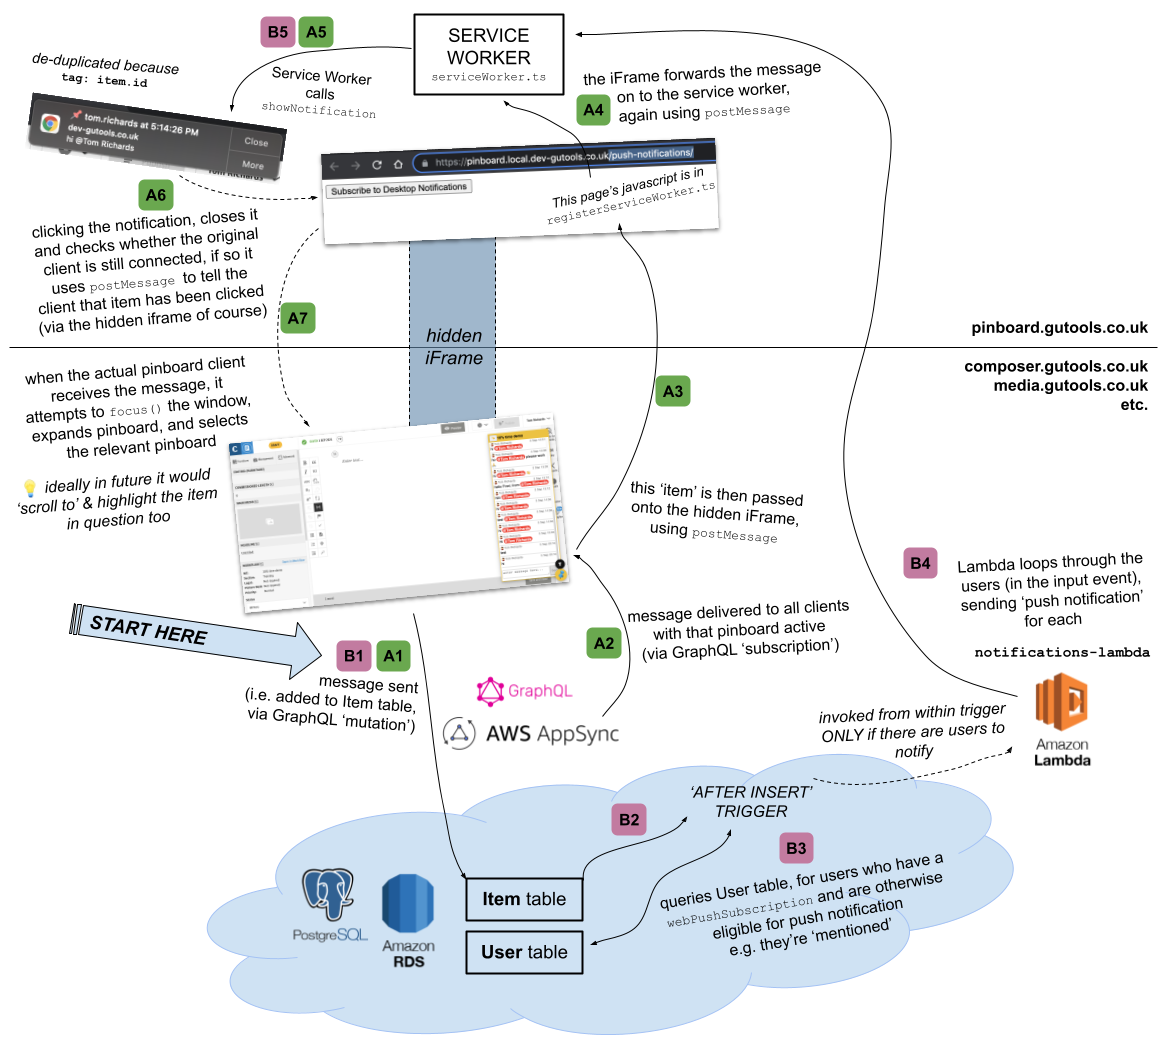 B5 A5
SERVICE
WORKER
serviceWorker.ts
de-duplicated because
tag: item.id
Service Worker
calls
showNotification
the iFrame forwards the message
on to the service worker,
again using postMessage
A4
📌 tom.richards at 5:14:26 PM
dev-gutools.co.uk
hi @Tom Richards
Close
More
Tom Richards
https://pinboard.local.dev-gutools.co.uk/push-notifications/
Subscribe to Desktop Notifications
This page's javascript is in
registerServiceWorker.ts
A6
clicking the notification, closes it
and checks whether the original
client is still connected, if so it
uses postMessage to tell the
client that item has been clicked
(via the hidden iframe of course)
A7
hidden
iFrame
pinboard.gutools.co.uk
composer.gutools.co.uk
media.gutools.co.uk
etc.
when the actual pinboard client
receives the message, it
attempts to focus() the window,
expands pinboard, and selects
the relevant pinboard
💡 ideally in future it would
'scroll to' & highlight the item
in question too
A3
this 'item' is then passed
onto the hidden iFrame,
using postMessage
B4
Lambda loops through the
users (in the input event),
sending 'push notification'
for each
notifications-lambda
START HERE
B1 A1
message sent
(i.e. added to Item table,
via GraphQL 'mutation')
A2
message delivered to all clients
with that pinboard active
(via GraphQL 'subscription')
GraphQL
AWS AppSync
invoked from within trigger
ONLY if there are users to
notify
Amazon
Lambda
'AFTER INSERT'
TRIGGER
B2
B3
queries User table, for users who have a
webPushSubscription and are otherwise
eligible for push notification
e.g. they're 'mentioned'
PostgreSQL
Amazon
RDS
Item table
User table